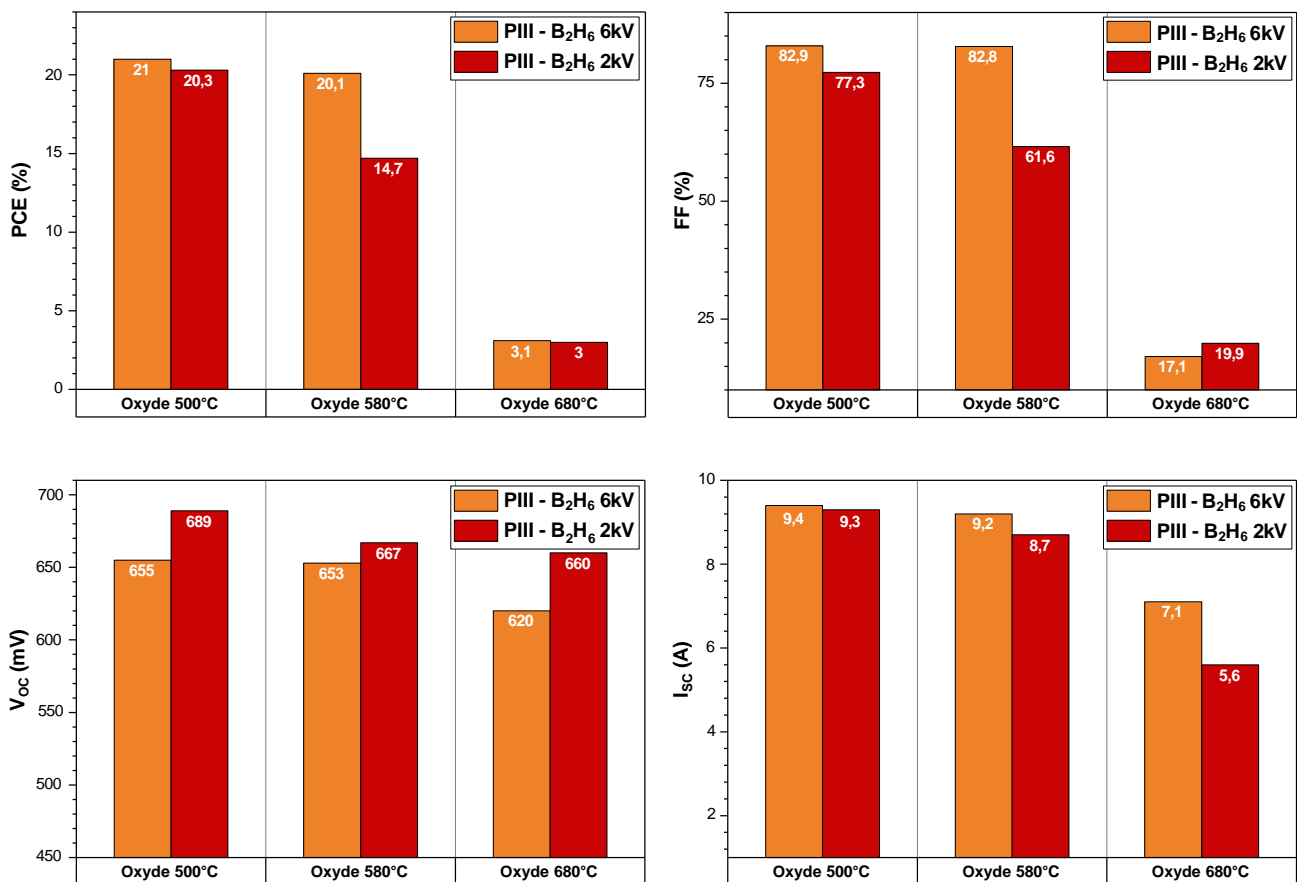 PCE (%)
20
15
10
5
0
PIII - B₂H₆ 6kV
PIII - B₂H₆ 2kV
21
20,3
20,1
14,7
3,1
3
Oxyde 500°C
Oxyde 580°C
Oxyde 680°C
FF (%)
75
50
25
PIII - B₂H₆ 6kV
PIII - B₂H₆ 2kV
82,9
77,3
82,8
61,6
17,1
19,9
Oxyde 500°C
Oxyde 580°C
Oxyde 680°C
V_OC (mV)
700
650
600
550
500
450
PIII - B₂H₆ 6kV
PIII - B₂H₆ 2kV
655
689
653
667
620
660
Oxyde 500°C
Oxyde 580°C
Oxyde 680°C
I_SC (A)
10
8
6
4
2
PIII - B₂H₆ 6kV
PIII - B₂H₆ 2kV
9,4
9,3
9,2
8,7
7,1
5,6
Oxyde 500°C
Oxyde 580°C
Oxyde 680°C